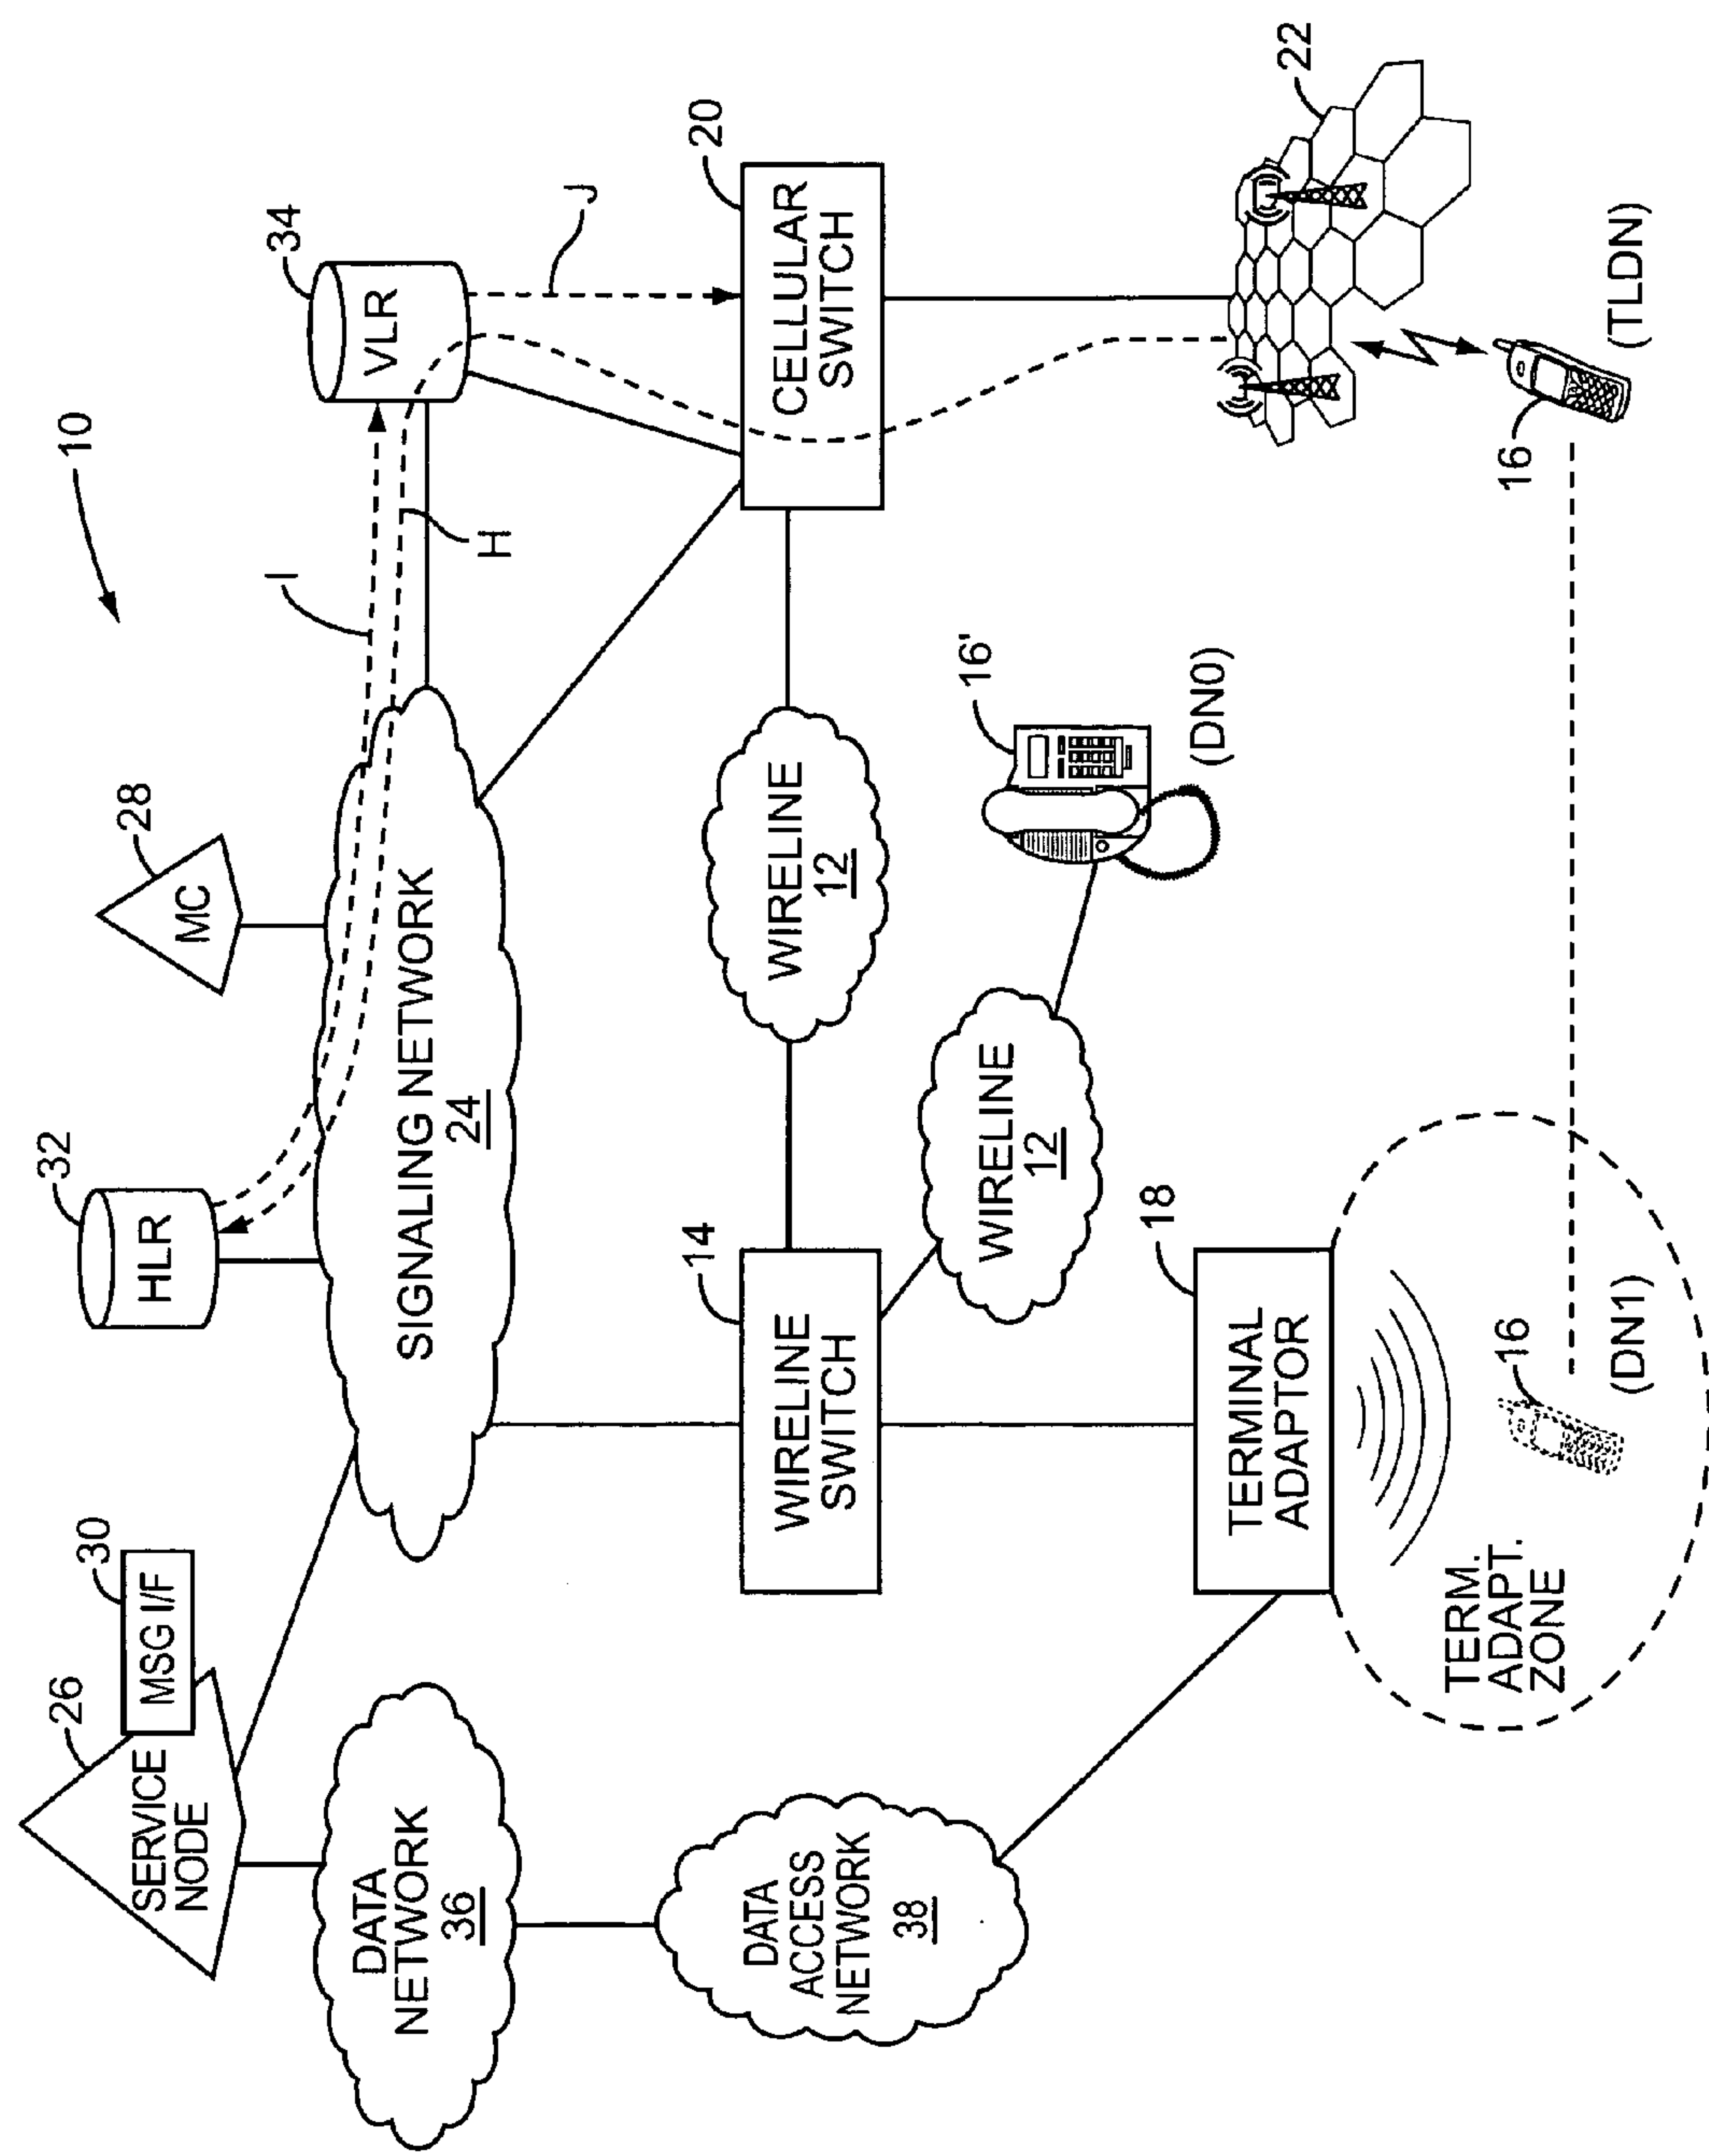 10
26
SERVICE
NODE
30
MSG I/F
32
HLR
28
MC
34
VLR
I
H
J
DATA
NETWORK
36
SIGNALING NETWORK
24
DATA
ACCESS
NETWORK
38
14
WIRELINE
SWITCH
WIRELINE
12
20
CELLULAR
SWITCH
WIRELINE
12
16'
(DN0)
18
TERMINAL
ADAPTOR
22
TERM.
ADAPT.
ZONE
16
(DN1)
16
(TLDN)